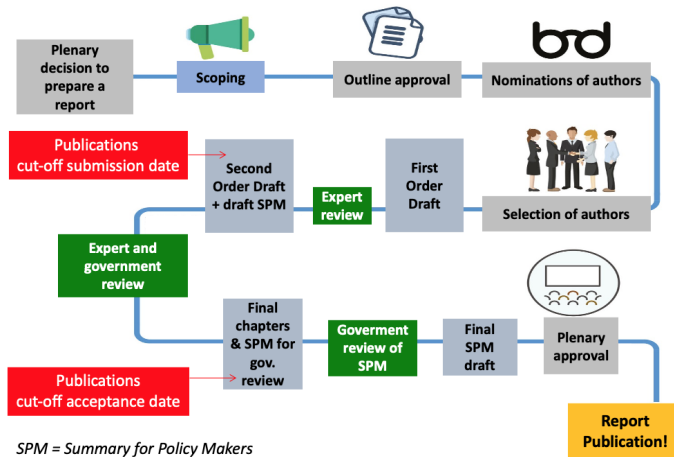 Plenary
decision to
prepare a
report
Scoping
Outline approval
Nominations of authors
Publications
cut-off submission date
Second
Order Draft
+ draft SPM
Expert
review
First
Order
Draft
Selection of authors
Expert and
government
review
Final
chapters
& SPM for
gov.
review
Goverment
review of
SPM
Final
SPM
draft
Plenary
approval
Publications
cut-off acceptance date
Report
Publication!
SPM = Summary for Policy Makers